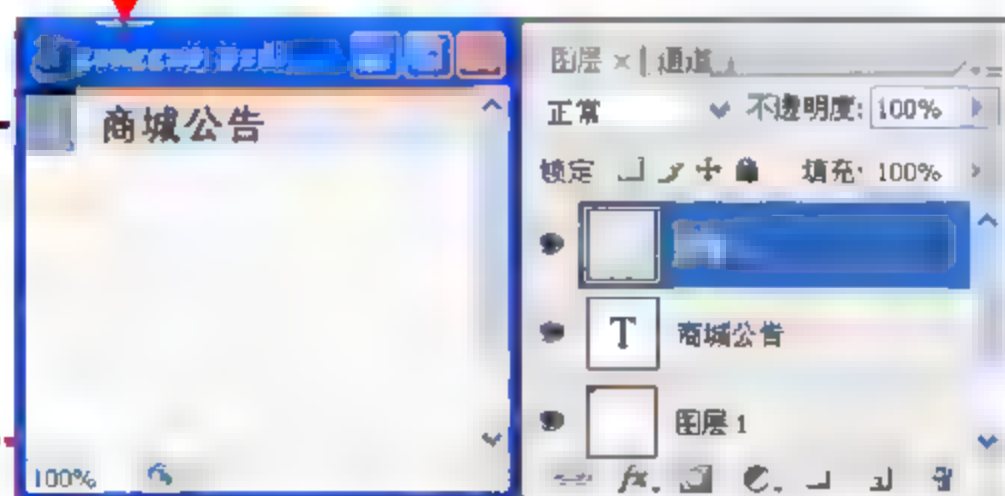 商城公告
100%
图层 × 通道
正常 不透明度: 100%
锁定 填充: 100%
T 商城公告
图层 1
fx.